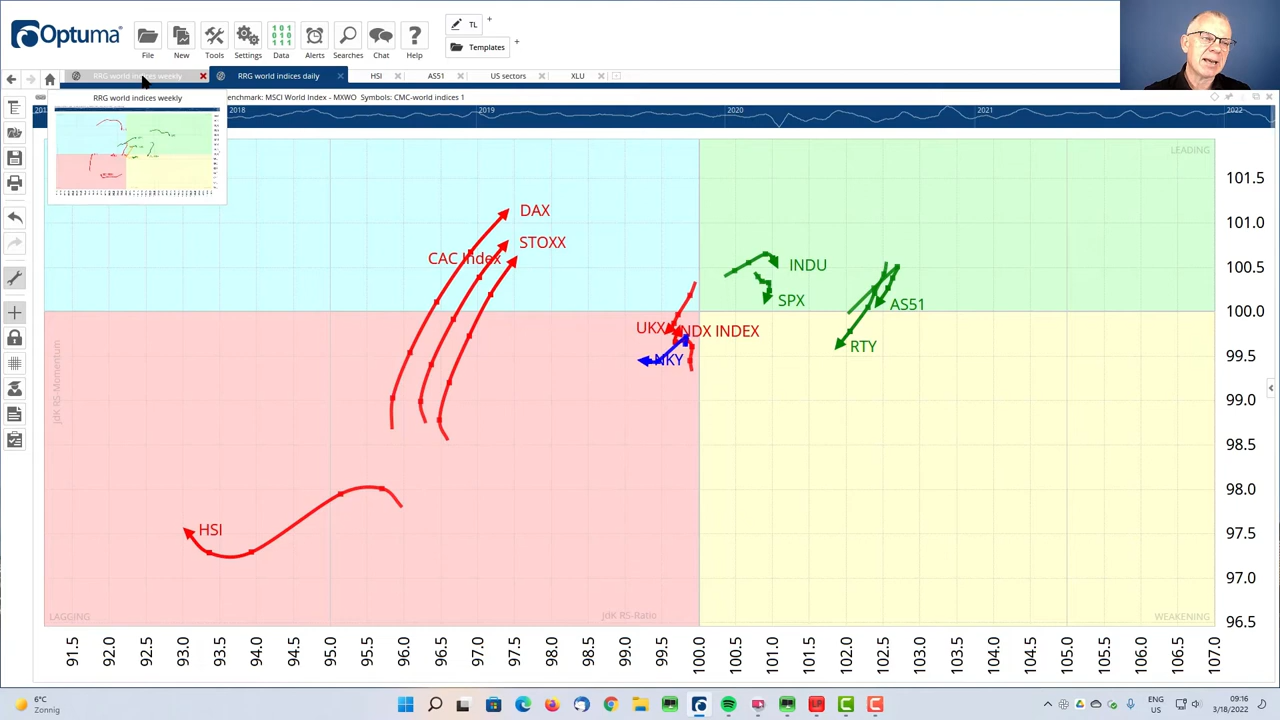 Optuma
File
New
Tools
Settings
Data
Alerts
Searches
Chat
Help
TL
Templates
RRG world indices weekly
RRG world indices daily
HSI
AS51
US sectors
XLU
RRG world indices weekly
enchmark: MSCI World Index - MXWO Symbols: CMC-world indices 1
2018
2019
2020
2021
2022
LEADING
DAX
STOXX
CAC Index
INDU
SPX
AS51
UKX
NDX INDEX
NKY
RTY
HSI
JdK RS-Momentum
LAGGING
JdK RS-Ratio
WEAKENING
101.5
101.0
100.5
100.0
99.5
99.0
98.5
98.0
97.5
97.0
96.5
91.5 92.0 92.5 93.0 93.5 94.0 94.5 95.0 95.5 96.0 96.5 97.0 97.5 98.0 98.5 99.0 99.5 100.0 100.5 101.0 101.5 102.0 102.5 103.0 103.5 104.0 104.5 105.0 105.5 106.0 106.5 107.0
6°C
Zonnig
ENG
US
09:16
3/18/2022